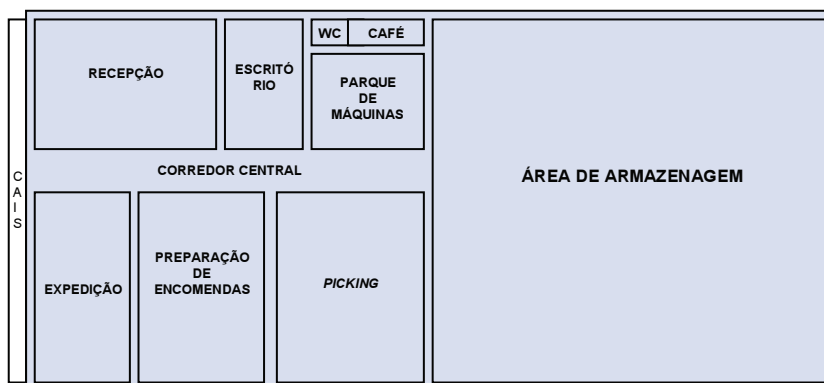 WC
CAFÉ
RECEPÇÃO
ESCRITÓ
RIO
PARQUE
DE
MÁQUINAS
CORREDOR CENTRAL
ÁREA DE ARMAZENAGEM
C
A
I
S
EXPEDIÇÃO
PREPARAÇÃO
DE
ENCOMENDAS
PICKING